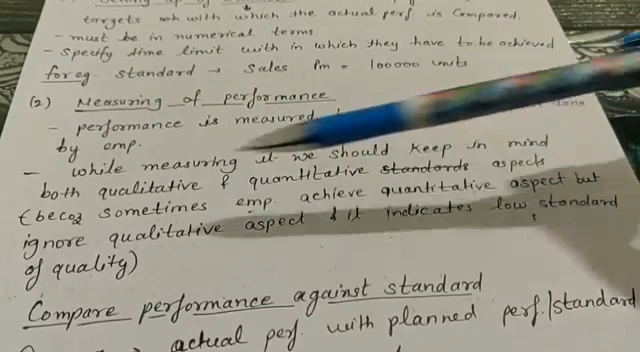 targets wh with which the actual perf is Compared.
- must be in numerical terms
- Specify time limit with in which they have to be achieved
for eg. standard → Sales Pm = 100000 units
(2) Measuring of performance
- performance is measured
done
by emp.
- while measuring it we should keep in mind
both qualitative & quantitative standards aspects
(becoz sometimes emp. achieve quantitative aspect but
ignore qualitative aspect & it indicates low standard
of quality)
Compare performance against standard
actual perf. with planned perf./standard